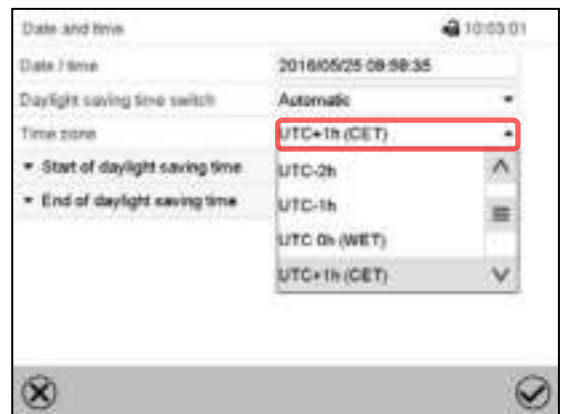 Date and time 10:03:01
Date / time 2016/05/25 09:59:35
Daylight saving time switch Automatic
Time zone UTC+1h (CET)
Start of daylight saving time UTC-2h
End of daylight saving time UTC-1h
UTC 0h (WET)
UTC+1h (CET)